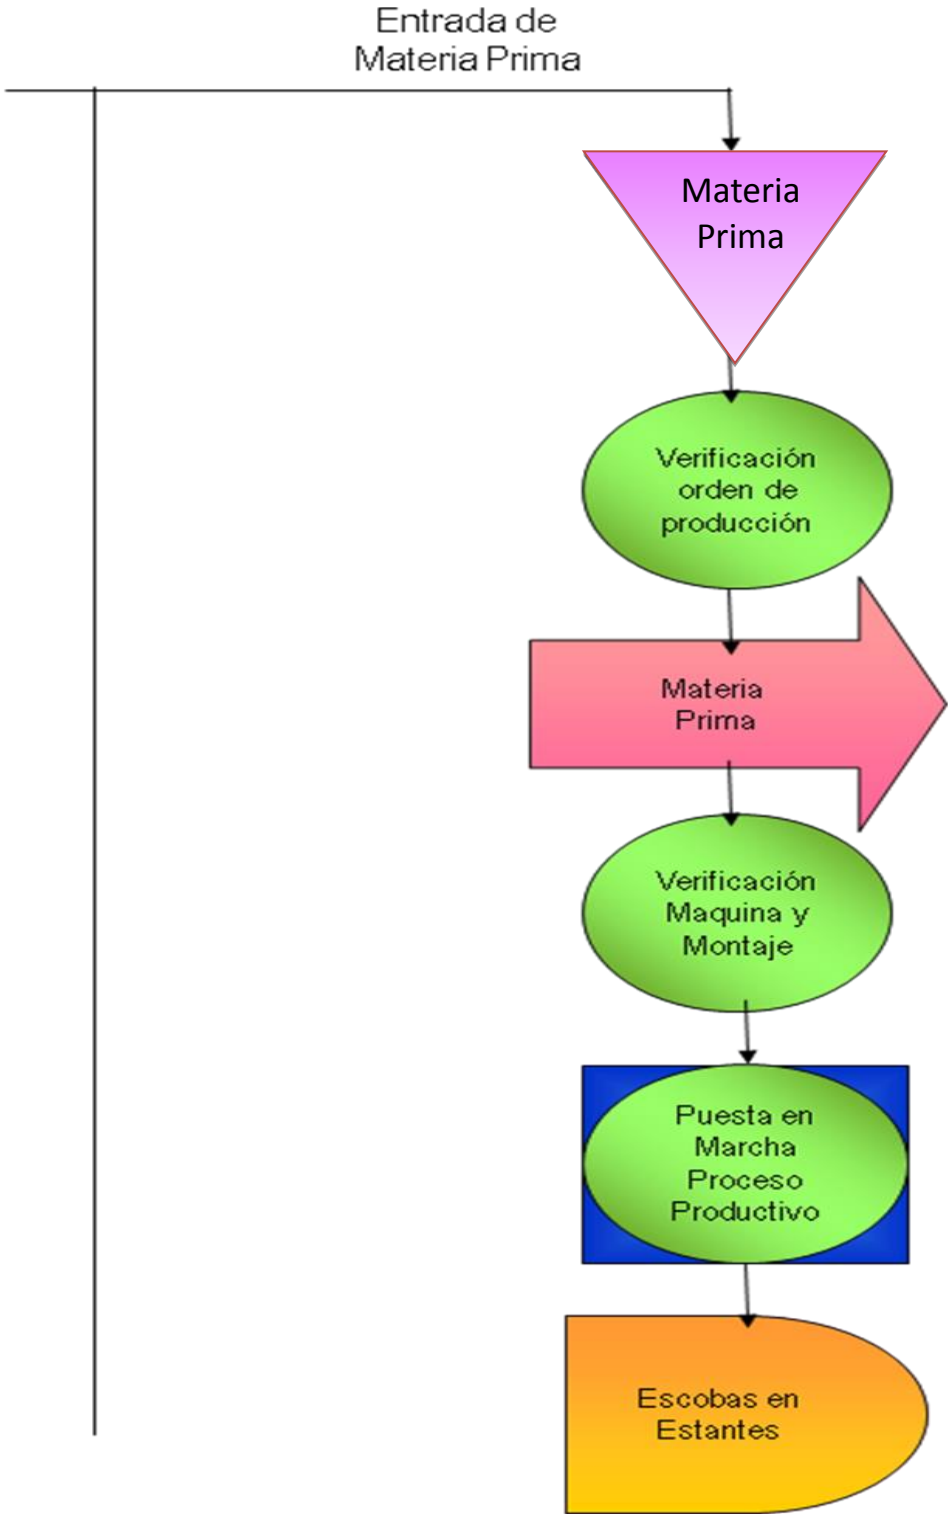 Entrada de
Materia Prima
Materia
Prima
Verificación
orden de
producción
Materia
Prima
Verificación
Maquina y
Montaje
Puesta en
Marcha
Proceso
Productivo
Escobas en
Estantes